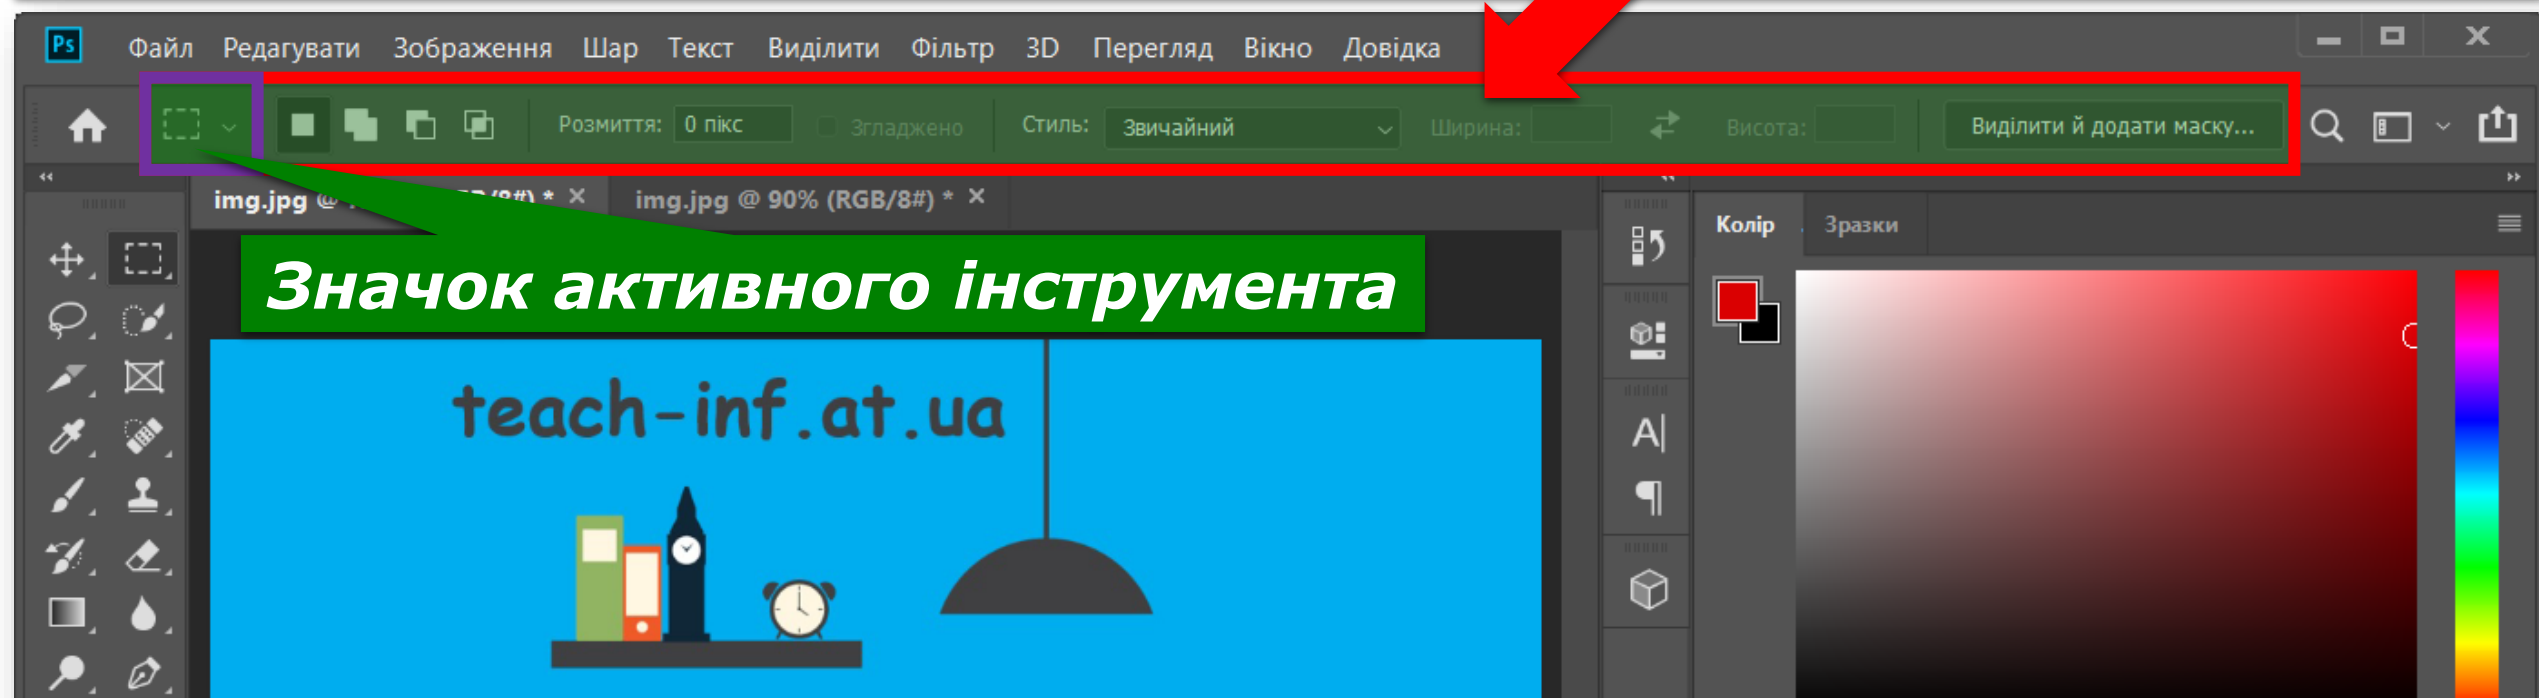 Ps Файл Редагувати Зображення Шар Текст Виділити Фільтр 3D Перегляд Вікно Довідка
Розмиття: 0 пікс Згладжено Стиль: Звичайний Ширина: Висота: Виділити й додати маску...
img.jpg @ /8#) * × img.jpg @ 90% (RGB/8#) * ×
Колір Зразки
Значок активного інструмента
teach-inf.at.ua